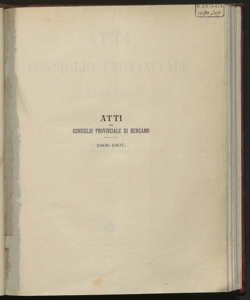 ATTI
DEL
CONSIGLIO PROVINCIALE DI BERGAMO
1906-1907.